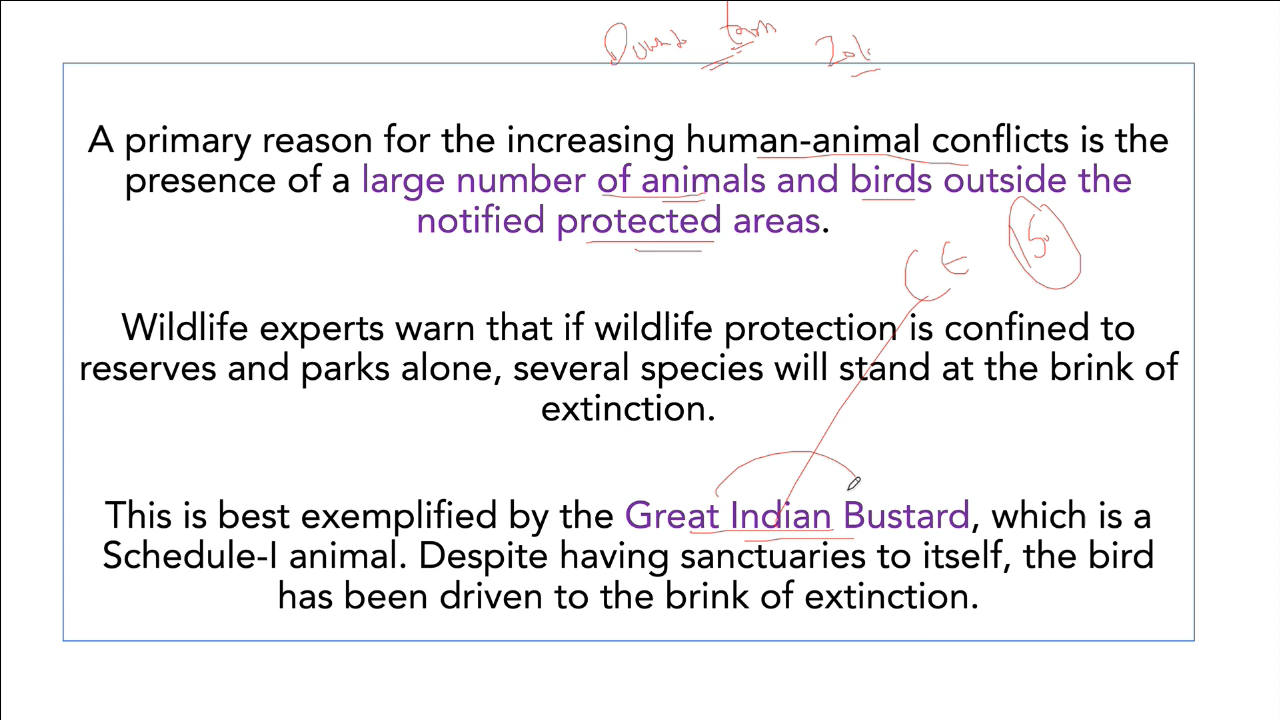 A primary reason for the increasing human-animal conflicts is the
presence of a large number of animals and birds outside the
notified protected areas.
CE
Wildlife experts warn that if wildlife protection is confined to
reserves and parks alone, several species will stand at the brink of
extinction.
This is best exemplified by the Great Indian Bustard, which is a
Schedule-I animal. Despite having sanctuaries to itself, the bird
has been driven to the brink of extinction.